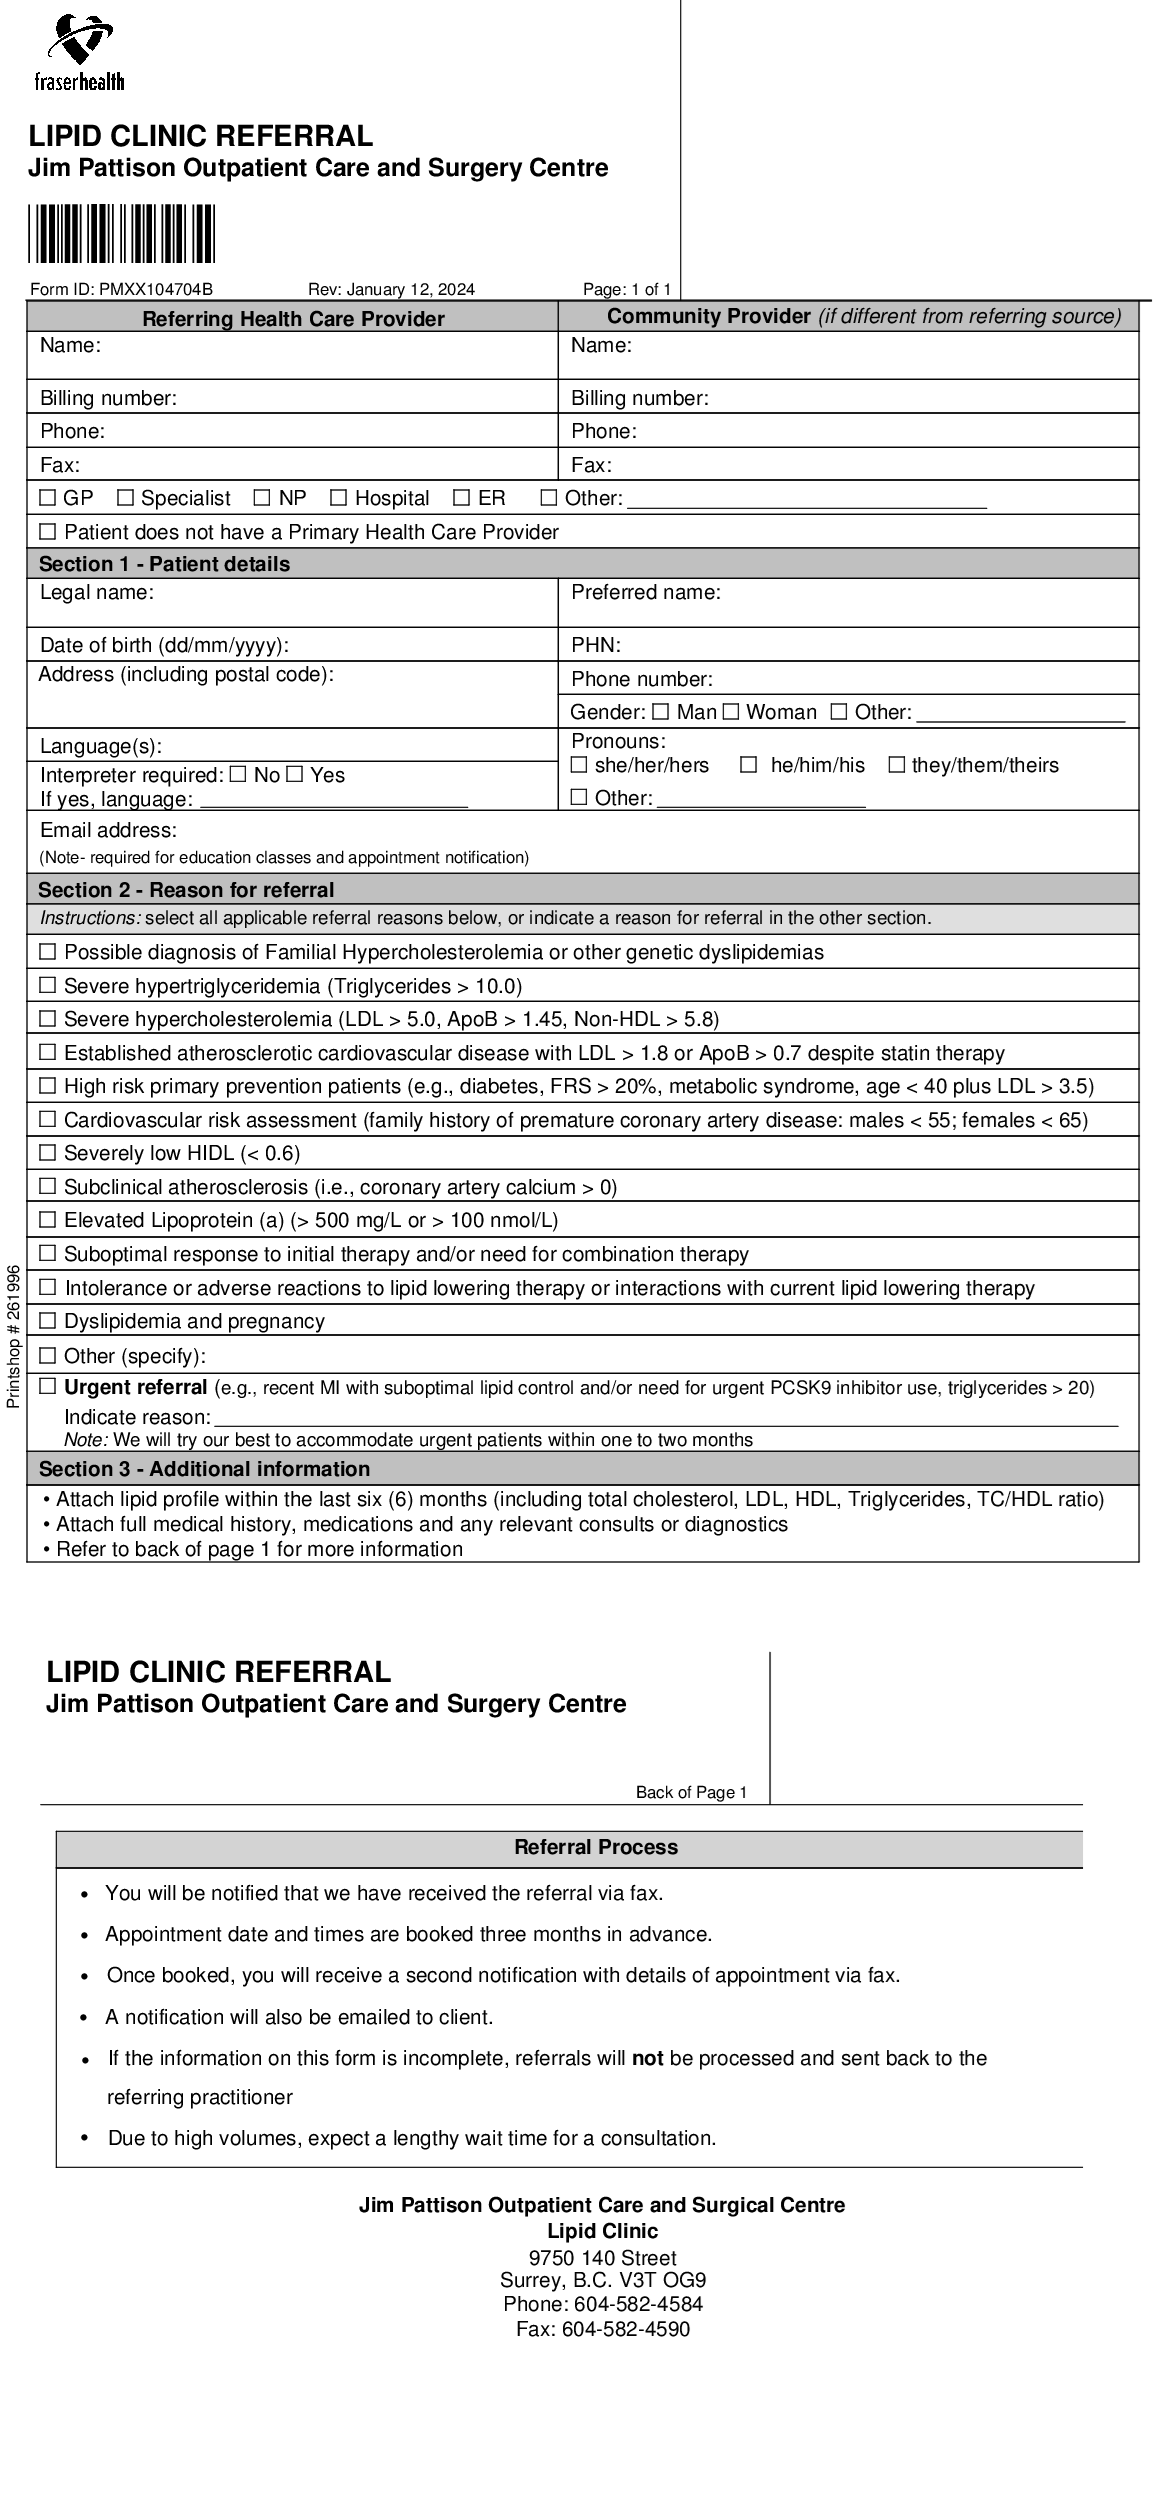 fraserhealth
LIPID CLINIC REFERRAL
Jim Pattison Outpatient Care and Surgery Centre
Form ID: PMXX104704B Rev: January 12, 2024 Page: 1 of 1
Referring Health Care Provider Community Provider (if different from referring source)
Name: Name:
Billing number: Billing number:
Phone: Phone:
Fax: Fax:
☐ GP ☐ Specialist ☐ NP ☐ Hospital ☐ ER ☐ Other:
☐ Patient does not have a Primary Health Care Provider
Section 1 - Patient details
Legal name: Preferred name:
Date of birth (dd/mm/yyyy): PHN:
Address (including postal code): Phone number:
Gender: ☐ Man ☐ Woman ☐ Other:
Language(s): Pronouns:
☐ she/her/hers ☐ he/him/his ☐ they/them/theirs
Interpreter required: ☐ No ☐ Yes
If yes, language: ☐ Other:
Email address:
(Note- required for education classes and appointment notification)
Section 2 - Reason for referral
Instructions: select all applicable referral reasons below, or indicate a reason for referral in the other section.
☐ Possible diagnosis of Familial Hypercholesterolemia or other genetic dyslipidemias
☐ Severe hypertriglyceridemia (Triglycerides > 10.0)
☐ Severe hypercholesterolemia (LDL > 5.0, ApoB > 1.45, Non-HDL > 5.8)
☐ Established atherosclerotic cardiovascular disease with LDL > 1.8 or ApoB > 0.7 despite statin therapy
☐ High risk primary prevention patients (e.g., diabetes, FRS > 20%, metabolic syndrome, age < 40 plus LDL > 3.5)
☐ Cardiovascular risk assessment (family history of premature coronary artery disease: males < 55; females < 65)
☐ Severely low HIDL (< 0.6)
☐ Subclinical atherosclerosis (i.e., coronary artery calcium > 0)
☐ Elevated Lipoprotein (a) (> 500 mg/L or > 100 nmol/L)
☐ Suboptimal response to initial therapy and/or need for combination therapy
☐ Intolerance or adverse reactions to lipid lowering therapy or interactions with current lipid lowering therapy
☐ Dyslipidemia and pregnancy
☐ Other (specify):
☐ Urgent referral (e.g., recent MI with suboptimal lipid control and/or need for urgent PCSK9 inhibitor use, triglycerides > 20)
Indicate reason:
Note: We will try our best to accommodate urgent patients within one to two months
Printshop # 261996
Section 3 - Additional information
• Attach lipid profile within the last six (6) months (including total cholesterol, LDL, HDL, Triglycerides, TC/HDL ratio)
• Attach full medical history, medications and any relevant consults or diagnostics
• Refer to back of page 1 for more information
LIPID CLINIC REFERRAL
Jim Pattison Outpatient Care and Surgery Centre
Back of Page 1
Referral Process
• You will be notified that we have received the referral via fax.
• Appointment date and times are booked three months in advance.
• Once booked, you will receive a second notification with details of appointment via fax.
• A notification will also be emailed to client.
• If the information on this form is incomplete, referrals will not be processed and sent back to the
referring practitioner
• Due to high volumes, expect a lengthy wait time for a consultation.
Jim Pattison Outpatient Care and Surgical Centre
Lipid Clinic
9750 140 Street
Surrey, B.C. V3T OG9
Phone: 604-582-4584
Fax: 604-582-4590